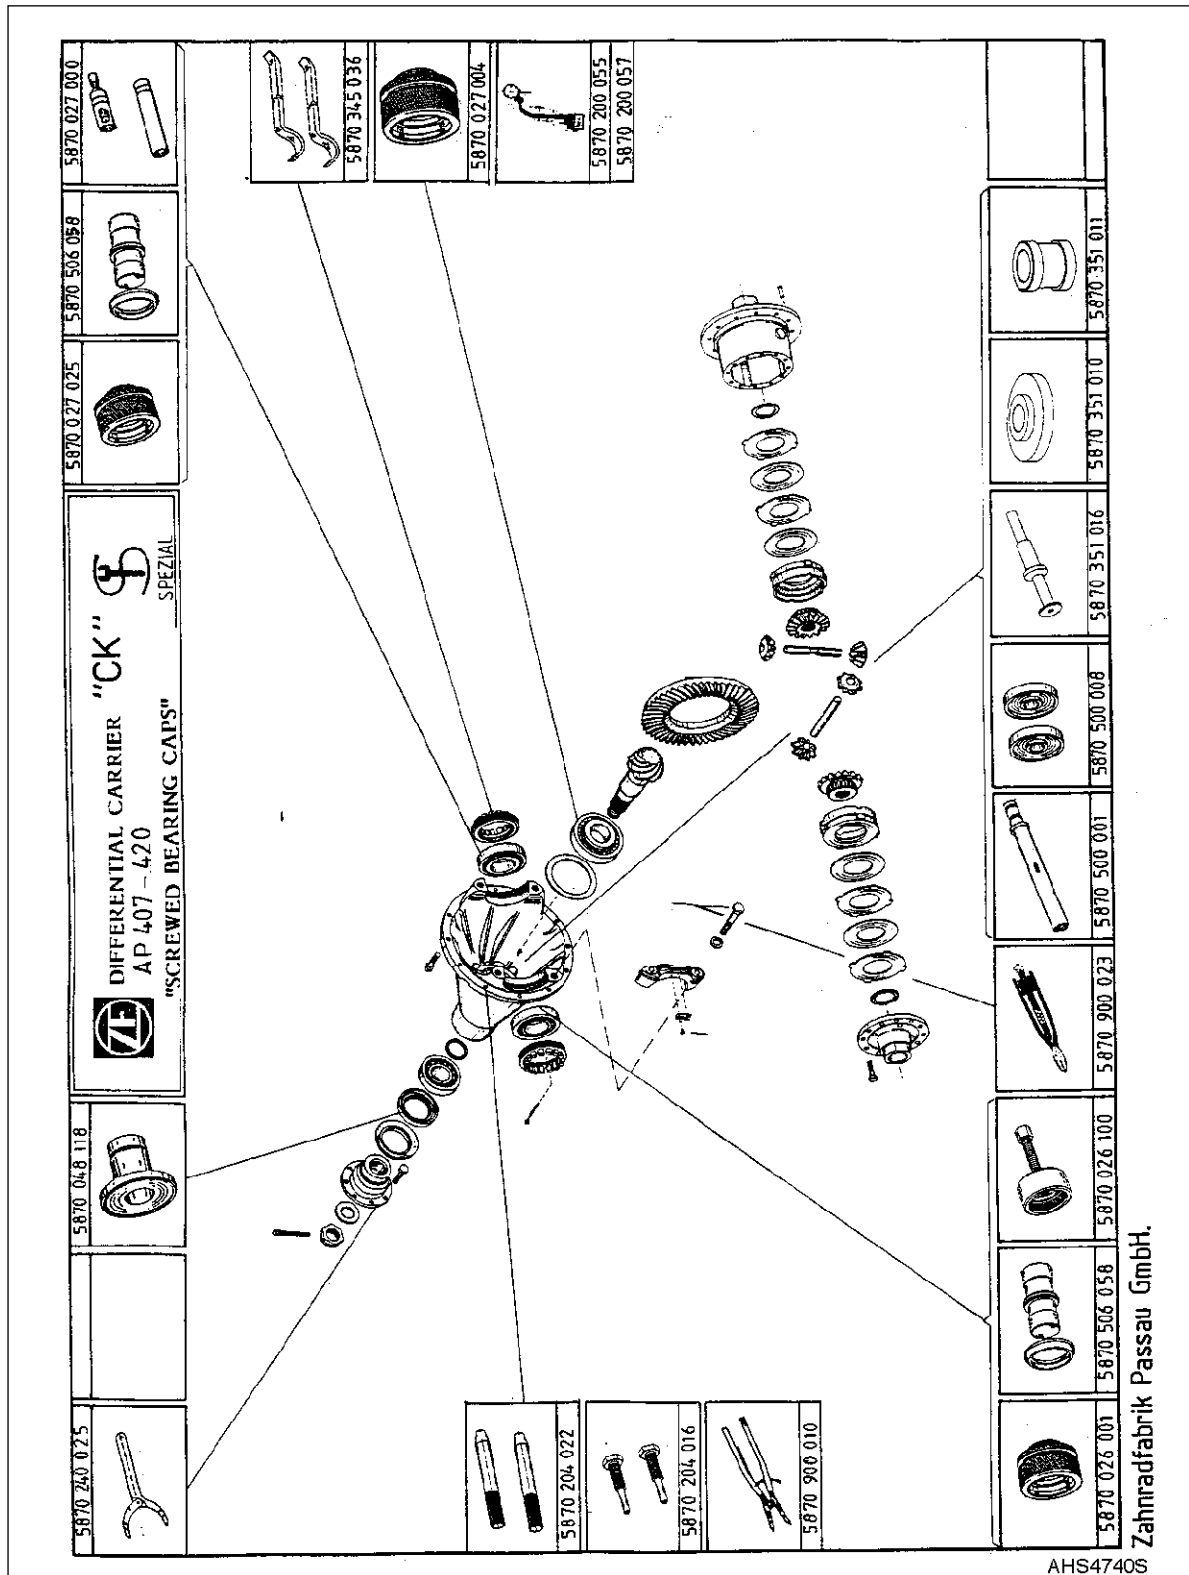 5870 240 025
5870 048 118
ZF
DIFFERENTIAL CARRIER
AP 407-420
"CK"
"SCREWED BEARING CAPS"
SPEZIAL
5870 027 025
5870 506 058
5870 027 000
5870 345 036
5870 027 004
5870 200 055
5870 200 057
5870 204 022
5870 204 016
5870 900 010
5870 026 001
5870 506 058
5870 026 100
5870 900 023
5870 500 001
5870 500 008
5870 351 016
5870 351 010
5870 351 011
Zahnradfabrik Passau GmbH.
AHS4740S